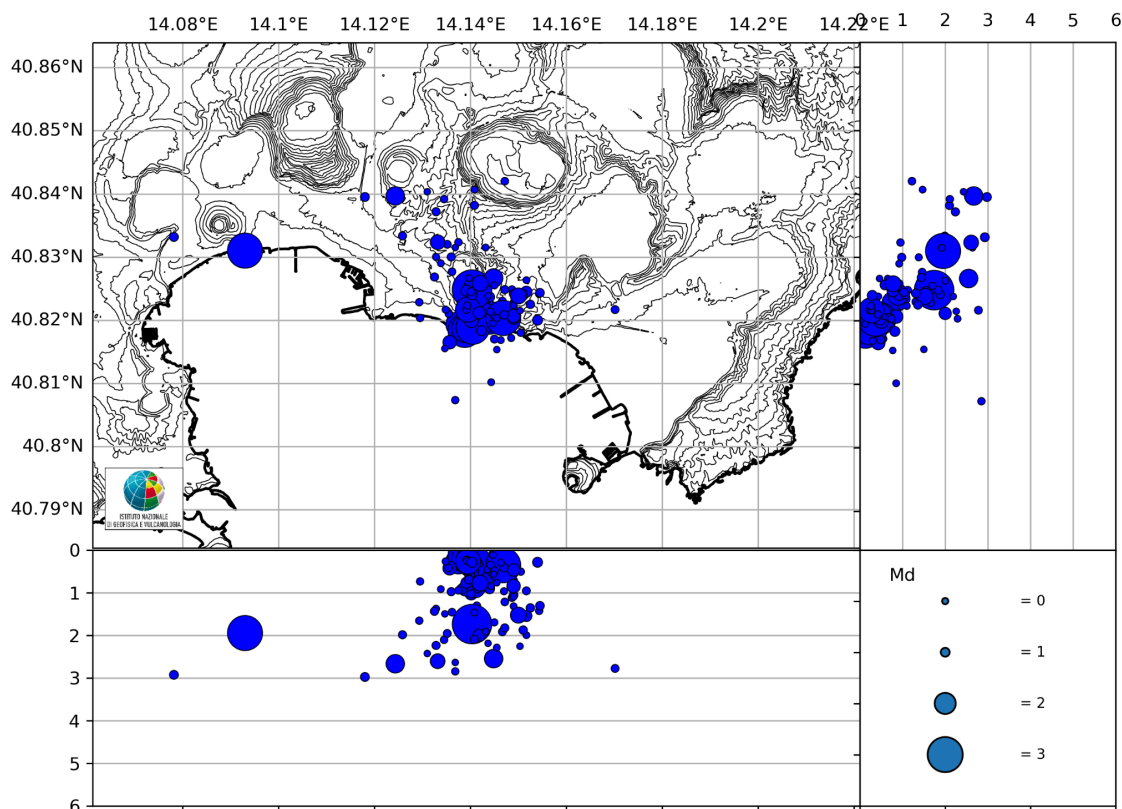 14.08°E 14.1°E 14.12°E 14.14°E 14.16°E 14.18°E 14.2°E 14.22°E 0 1 2 3 4 5 6
40.86°N
40.85°N
40.84°N
40.83°N
40.82°N
40.81°N
40.8°N
40.79°N
ISTITUTO NAZIONALE
DI GEOFISICA E VULCANOLOGIA
0
1
2
3
4
5
6
Md
= 0
= 1
= 2
= 3